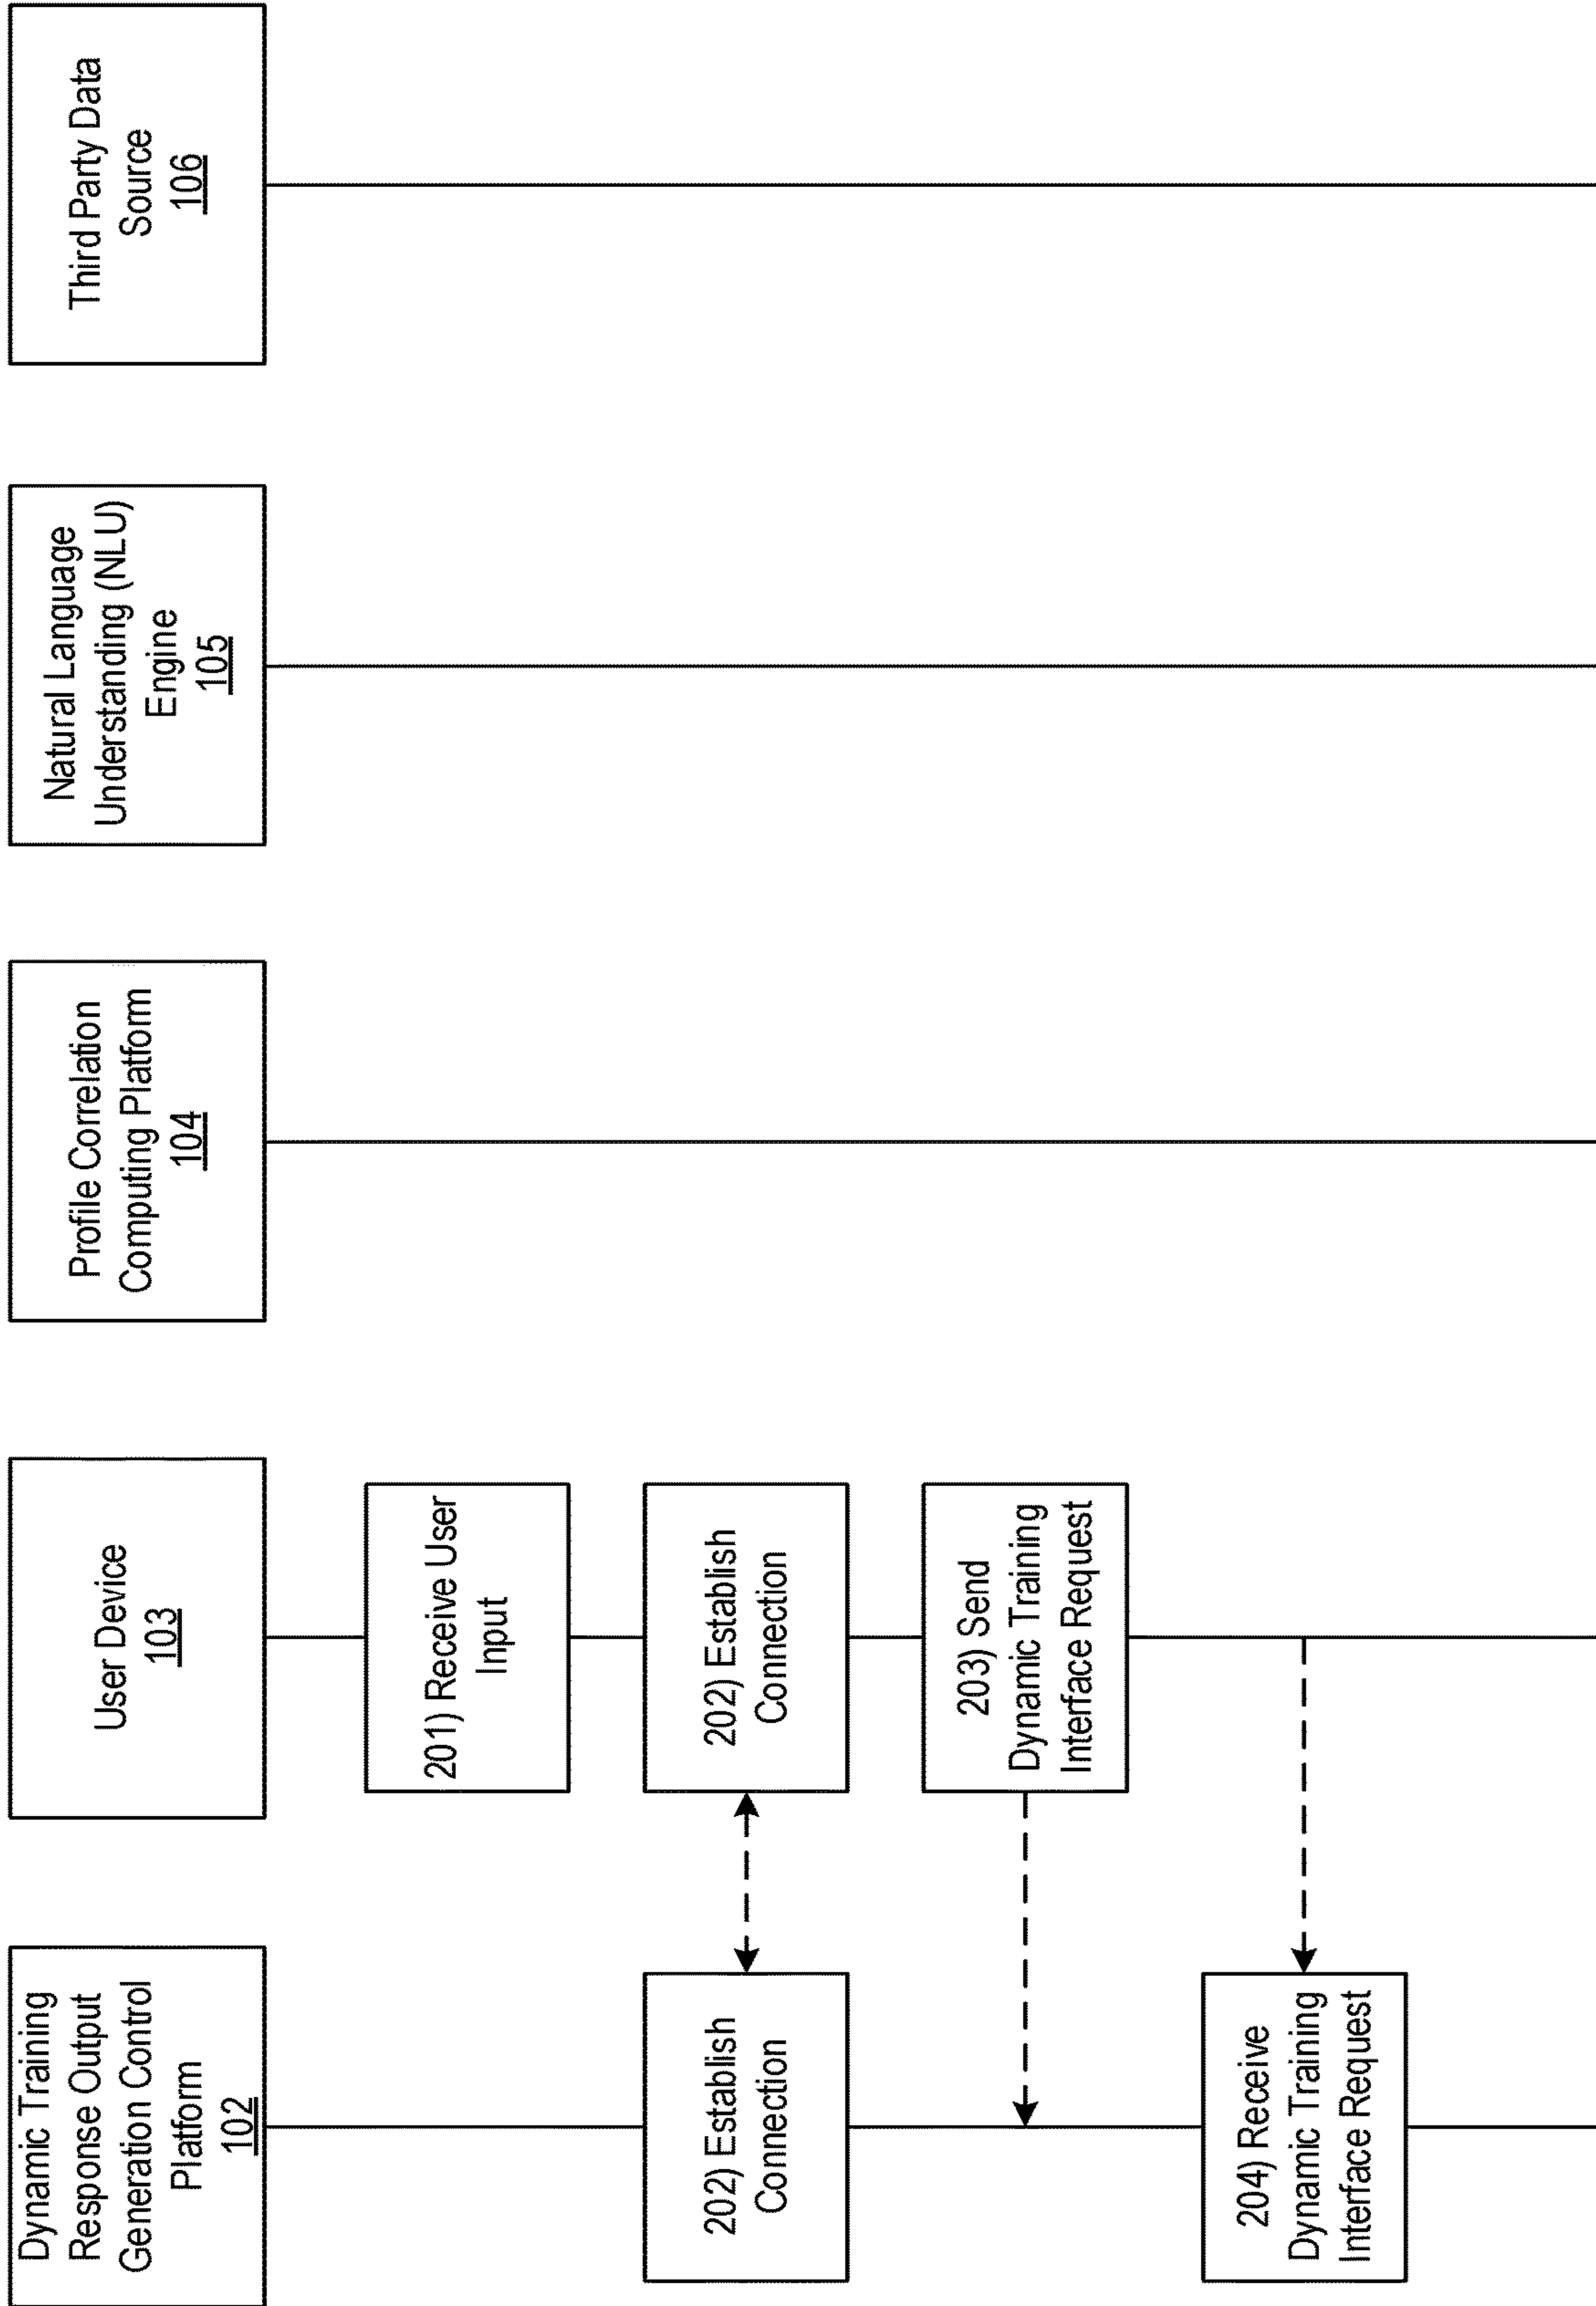 Dynamic Training
Response Output
Generation Control
Platform
102
User Device
103
Profile Correlation
Computing Platform
104
Natural Language
Understanding (NLU)
Engine
105
Third Party Data
Source
106
201) Receive User
Input
202) Establish
Connection
202) Establish
Connection
203) Send
Dynamic Training
Interface Request
204) Receive
Dynamic Training
Interface Request